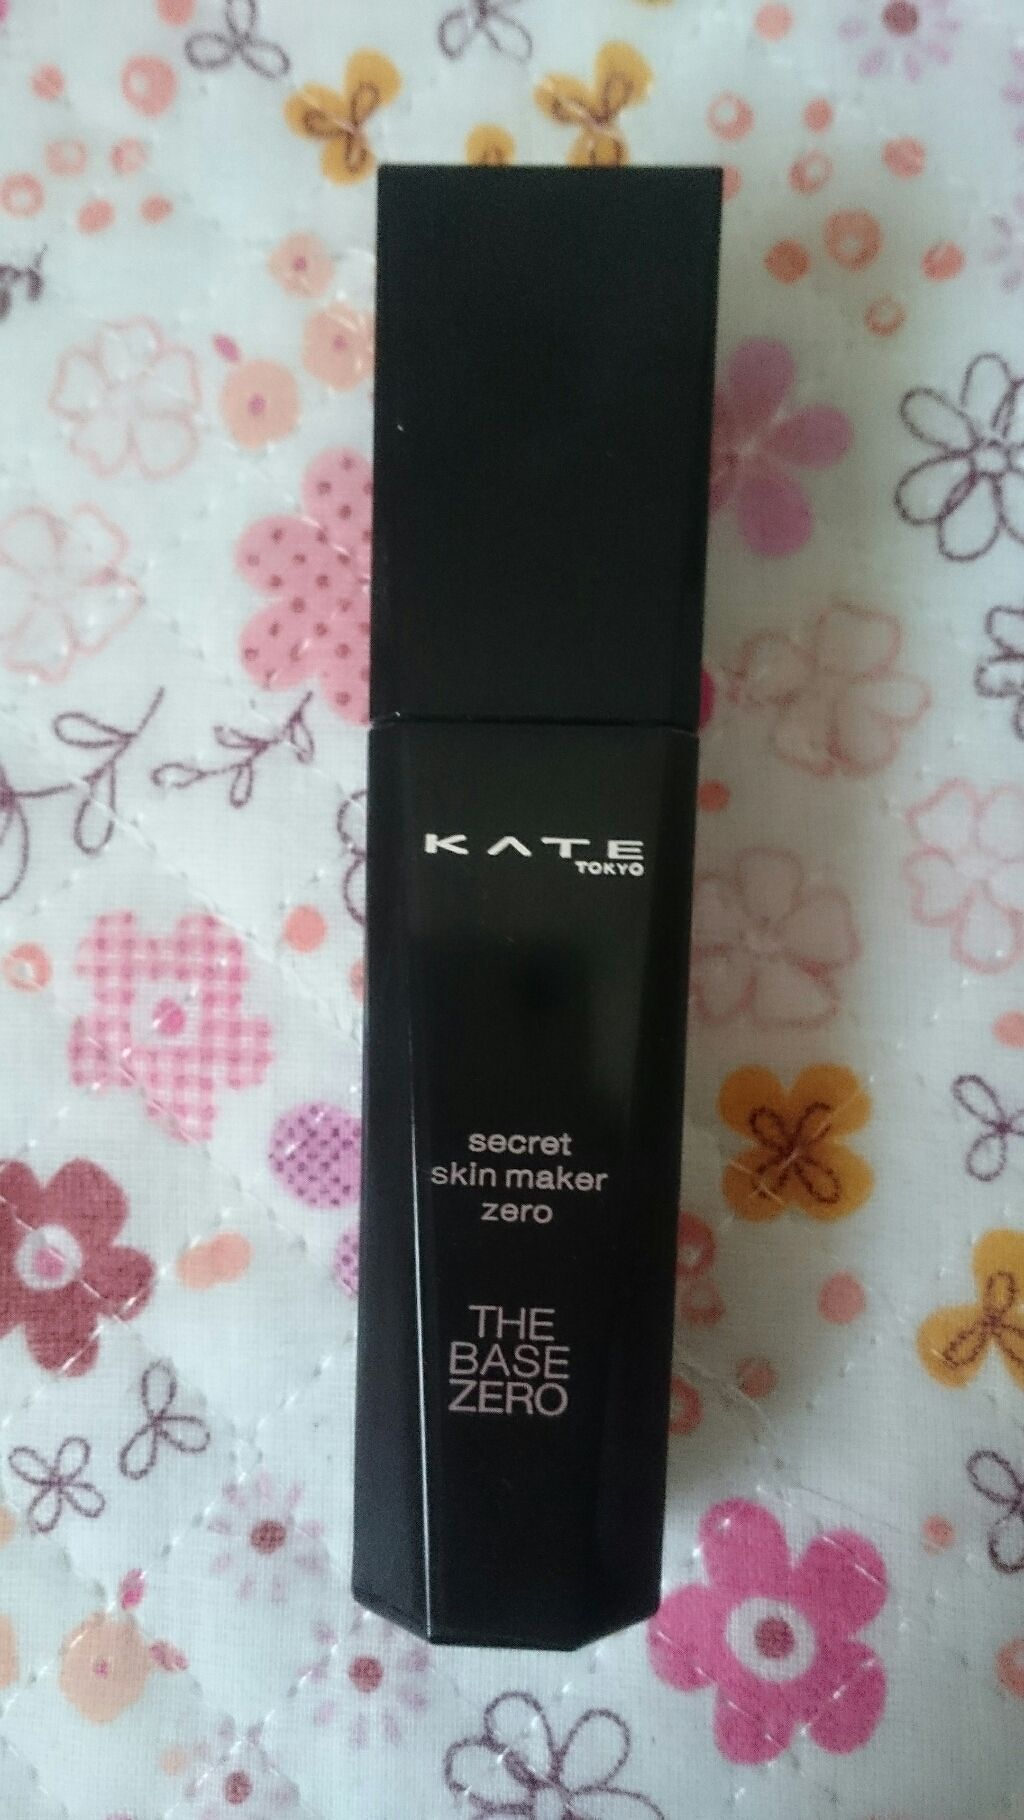 KATE
TOKYO
secret
skin maker
zero
THE
BASE
ZERO